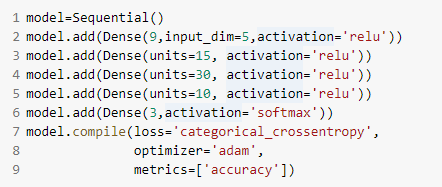 1 model=Sequential()
2 model.add(Dense(9,input_dim=5,activation='relu'))
3 model.add(Dense(units=15, activation='relu'))
4 model.add(Dense(units=30, activation='relu'))
5 model.add(Dense(units=10, activation='relu'))
6 model.add(Dense(3,activation='softmax'))
7 model.compile(loss='categorical_crossentropy',
8               optimizer='adam',
9               metrics=['accuracy'])